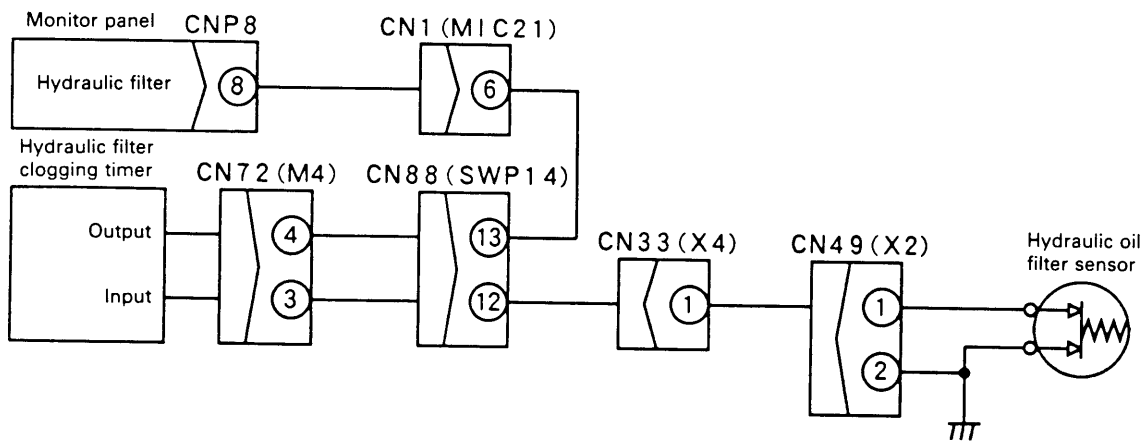 Monitor panel
CNP8
CN1(MIC21)
Hydraulic filter
8
6
Hydraulic filter
clogging timer
CN72(M4)
CN88(SWP14)
Output
4
13
CN33(X4)
CN49(X2)
Hydraulic oil
filter sensor
Input
3
12
1
1
2